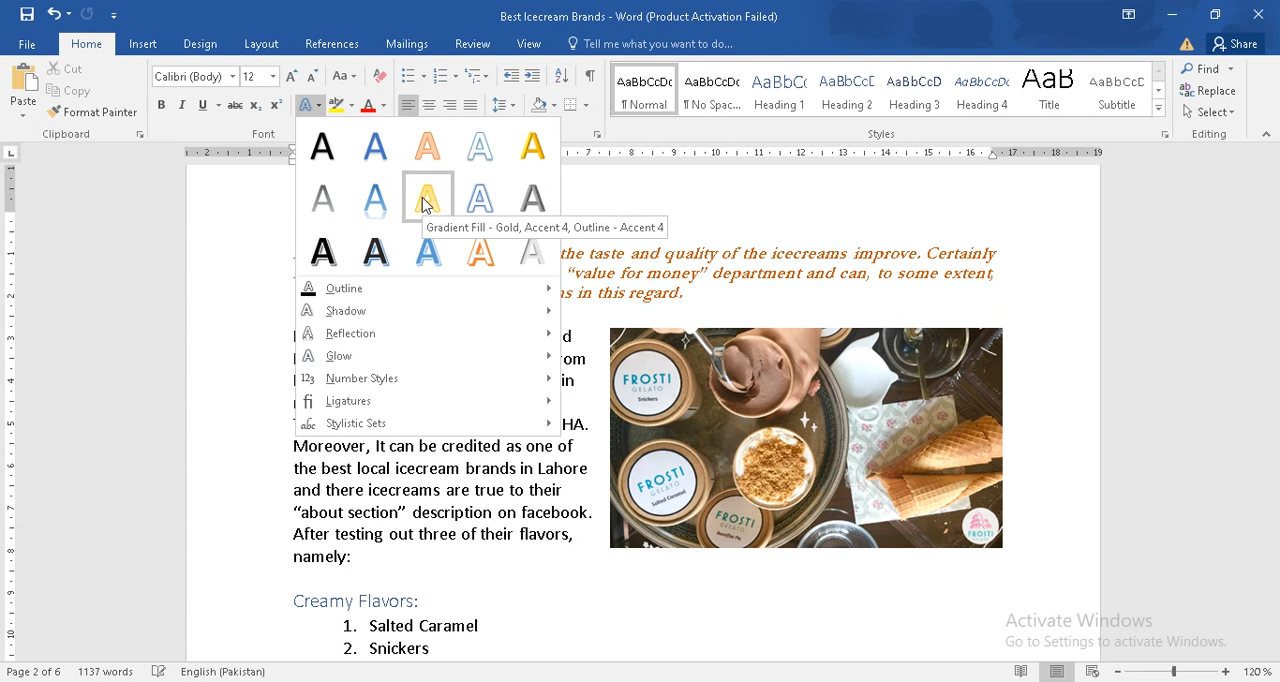 Best Icecream Brands - Word (Product Activation Failed)
File Home Insert Design Layout References Mailings Review View Tell me what you want to do... Share
Paste
Cut
Copy
Format Painter
Clipboard
Calibri (Body) 12
Font
AaBbCcDc ¶ Normal
AaBbCcDc ¶ No Spac...
AaBbCc Heading 1
AaBbCcE Heading 2
AaBbCcD Heading 3
AaBbCcDc Heading 4
AaB Title
AaBbCcD Subtitle
Styles
Find
Replace
Select
Editing
Gradient Fill - Gold, Accent 4, Outline - Accent 4
Outline
Shadow
Reflection
Glow
123 Number Styles
fi Ligatures
abc Stylistic Sets
the taste and quality of the icecreams improve. Certainly
"value for money" department and can, to some extent,
in this regard.
HA.
Moreover, It can be credited as one of
the best local icecream brands in Lahore
and there icecreams are true to their
“about section” description on facebook.
After testing out three of their flavors,
namely:
FROSTI GELATO Snickers
FROSTI GELATO Salted Caramel
FROSTI GELATO
FROSTI
Creamy Flavors:
1. Salted Caramel
2. Snickers
Activate Windows
Go to Settings to activate Windows.
Page 2 of 6 1137 words English (Pakistan) 120%